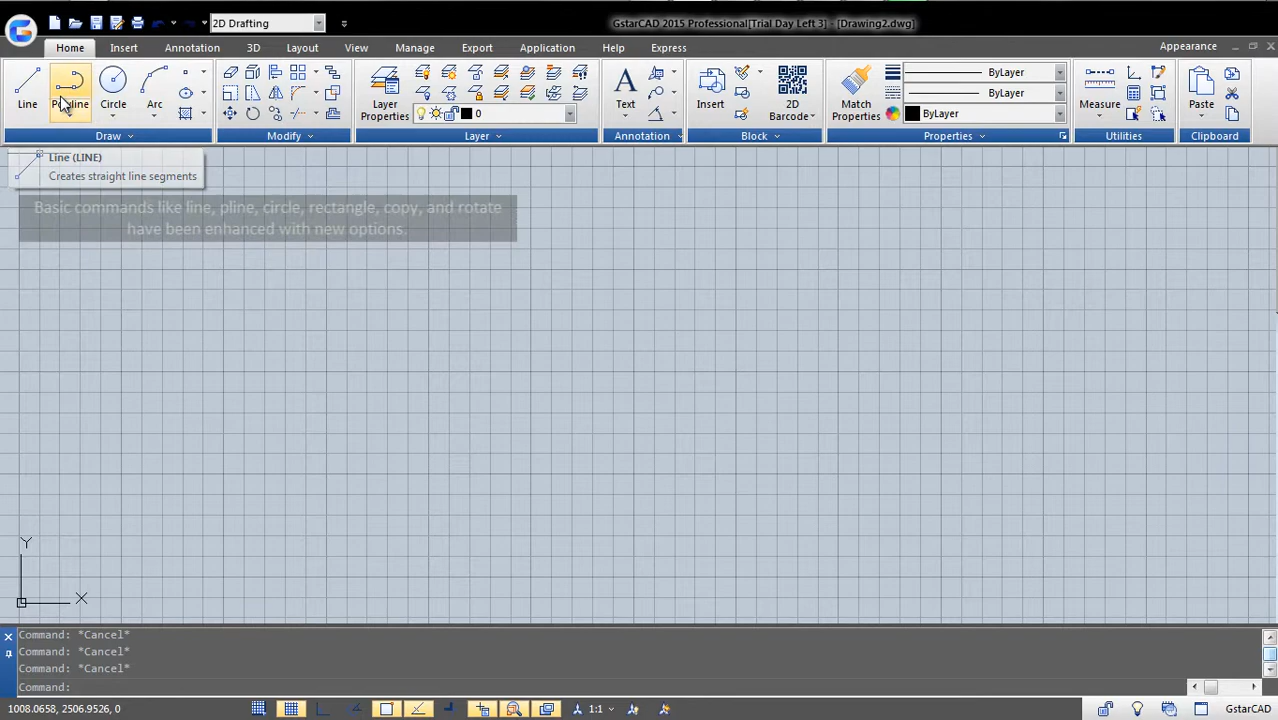 2D Drafting
GstarCAD 2015 Professional[Trial Day Left 3] - [Drawing2.dwg]
Home Insert Annotation 3D Layout View Manage Export Application Help Express Appearance
Line Polyline Circle Arc
Layer Properties
0
Text
Insert
2D Barcode
Match Properties
ByLayer
ByLayer
ByLayer
Measure
Paste
Draw Modify Layer Annotation Block Properties Utilities Clipboard
Line (LINE)
Creates straight line segments
Basic commands like line, pline, circle, rectangle, copy, and rotate
have been enhanced with new options.
Y
X
Command: *Cancel*
Command: *Cancel*
Command: *Cancel*
Command:
1008.0658, 2506.9526, 0 1:1 GstarCAD